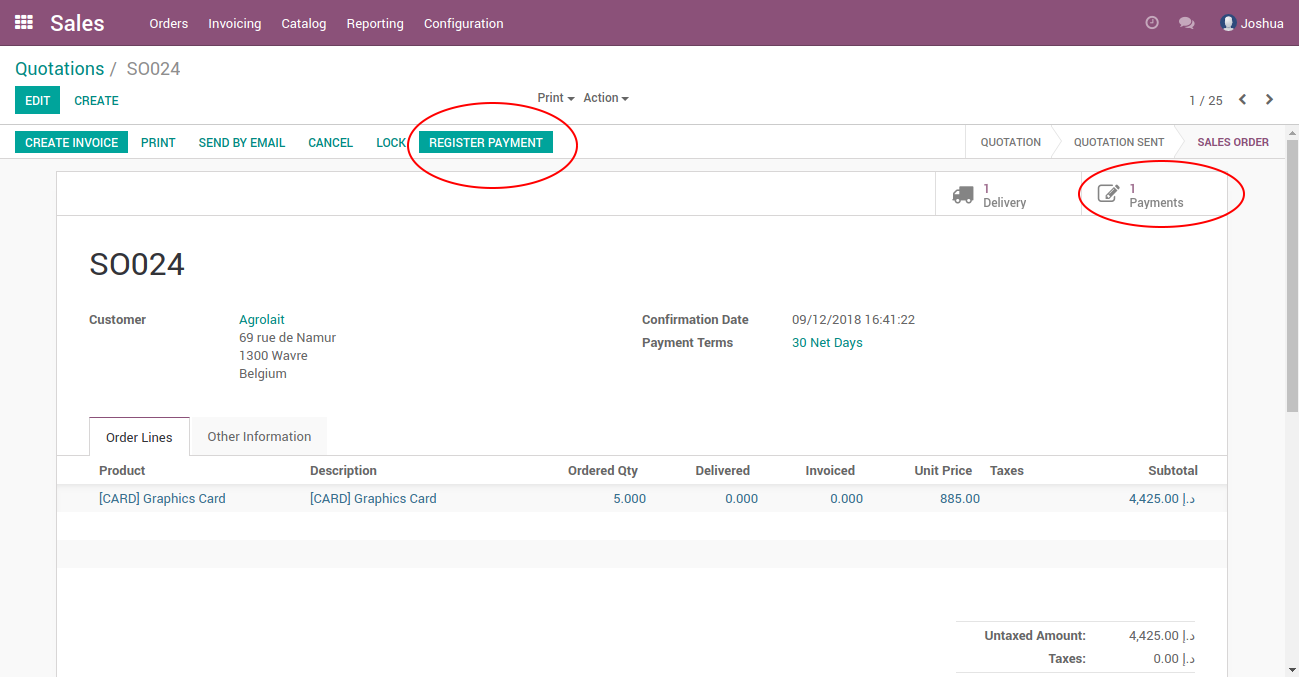 Sales Orders Invoicing Catalog Reporting Configuration Joshua
Quotations / SO024
EDIT CREATE Print Action 1 / 25
CREATE INVOICE PRINT SEND BY EMAIL CANCEL LOCK REGISTER PAYMENT QUOTATION QUOTATION SENT SALES ORDER
1
Delivery
1
Payments
SO024
Customer Agrolait
69 rue de Namur
1300 Wavre
Belgium
Confirmation Date 09/12/2018 16:41:22
Payment Terms 30 Net Days
Order Lines Other Information
Product Description Ordered Qty Delivered Invoiced Unit Price Taxes Subtotal
[CARD] Graphics Card [CARD] Graphics Card 5.000 0.000 0.000 885.00 4,425.00 د.إ
Untaxed Amount: 4,425.00 د.إ
Taxes: 0.00 د.إ